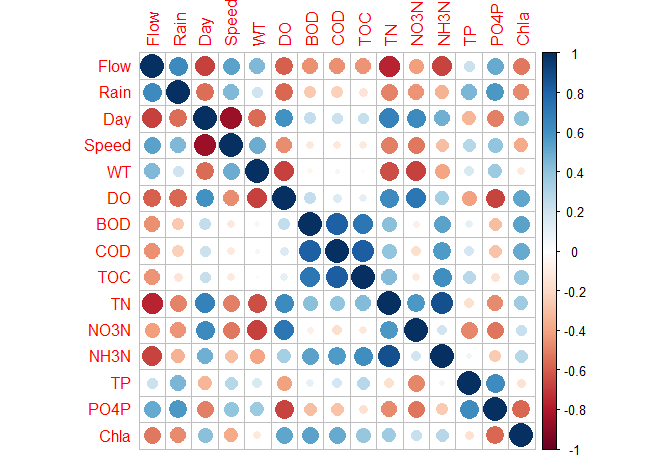 Flow
Rain
Day
Speed
WT
DO
BOD
COD
TOC
TN
NO3N
NH3N
TP
PO4P
Chla
Flow
Rain
Day
Speed
WT
DO
BOD
COD
TOC
TN
NO3N
NH3N
TP
PO4P
Chla
1
0.8
0.6
0.4
0.2
0
-0.2
-0.4
-0.6
-0.8
-1